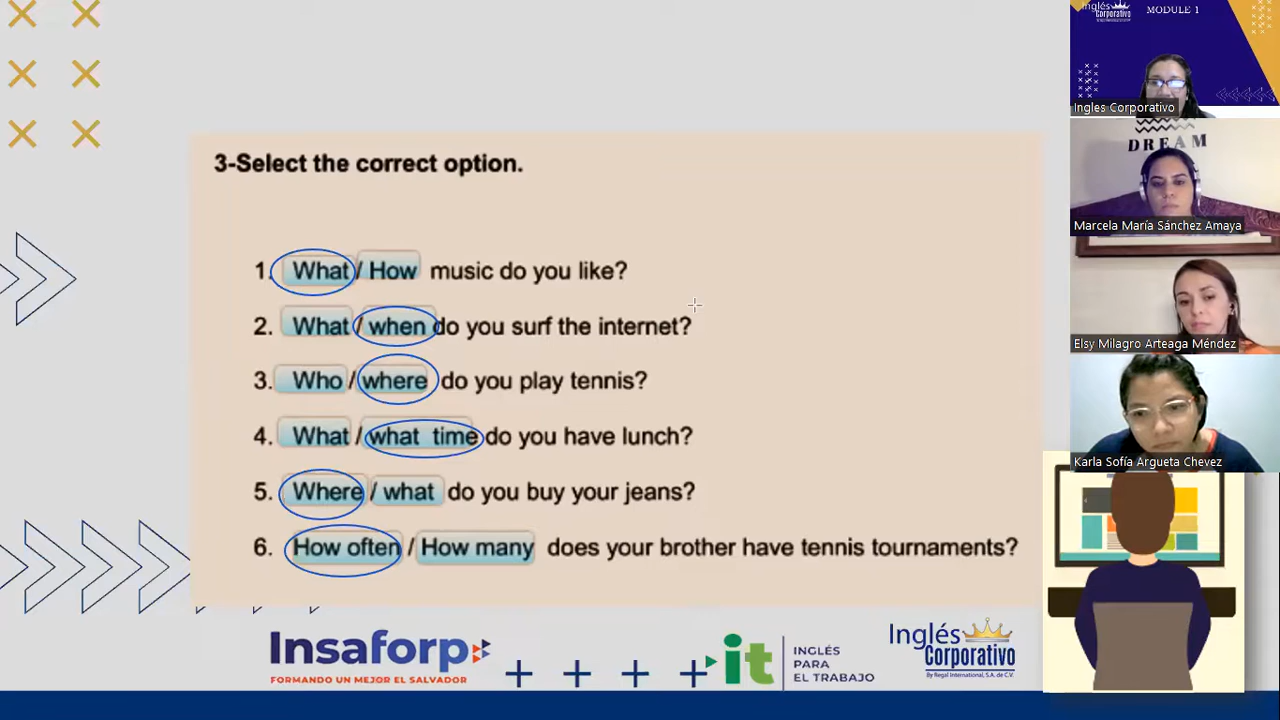 3-Select the correct option.
1. What / How music do you like?
2. What / when do you surf the internet?
3. Who / where do you play tennis?
4. What / what time do you have lunch?
5. Where / what do you buy your jeans?
6. How often / How many does your brother have tennis tournaments?
Insaforp
FORMANDO UN MEJOR EL SALVADOR
it
INGLÉS
PARA
EL TRABAJO
Inglés
Corporativo
By Regal International, S.A. de C.V.
Inglés
Corporativo
MODULE 1
Ingles Corporativo
DREAM
Marcela María Sánchez Amaya
Elsy Milagro Arteaga Méndez
Karla Sofía Argueta Chevez